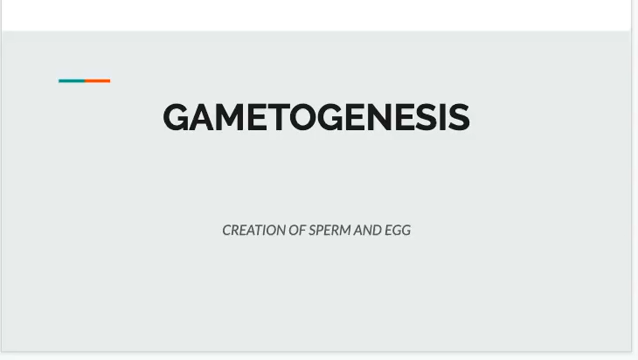 GAMETOGENESIS
CREATION OF SPERM AND EGG